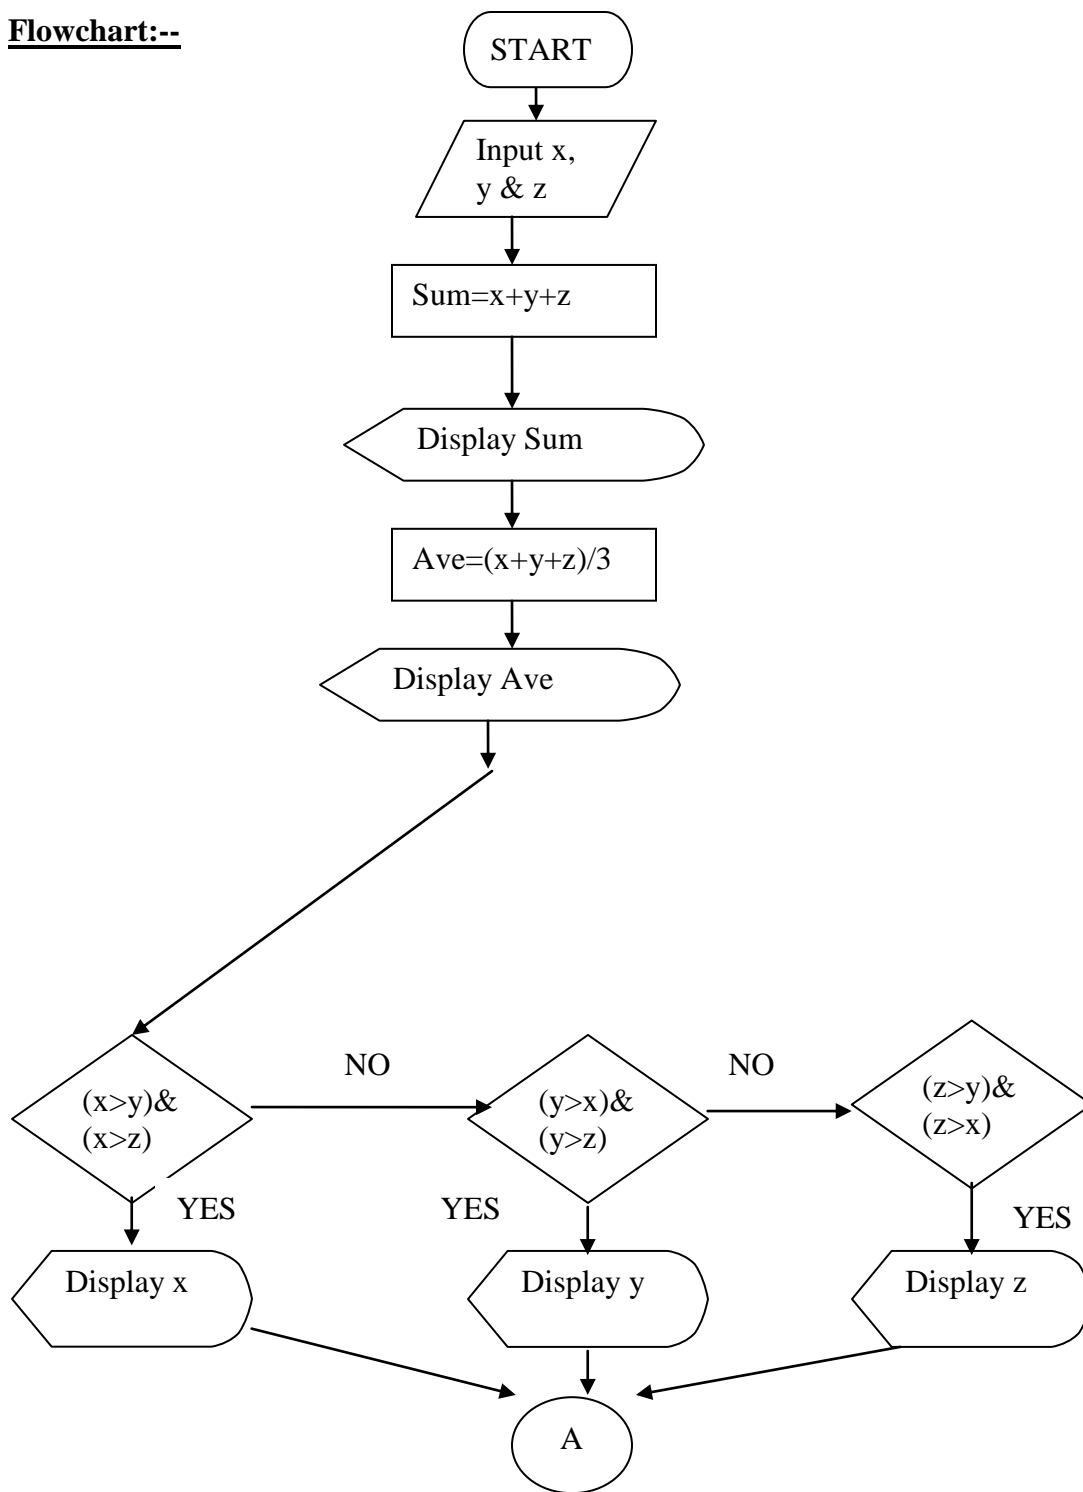 Flowchart:--
START
Input x,
y & z
Sum=x+y+z
Display Sum
Ave=(x+y+z)/3
Display Ave
NO
NO
(x>y)&
(x>z)
(y>x)&
(y>z)
(z>y)&
(z>x)
YES
YES
YES
Display x
Display y
Display z
A